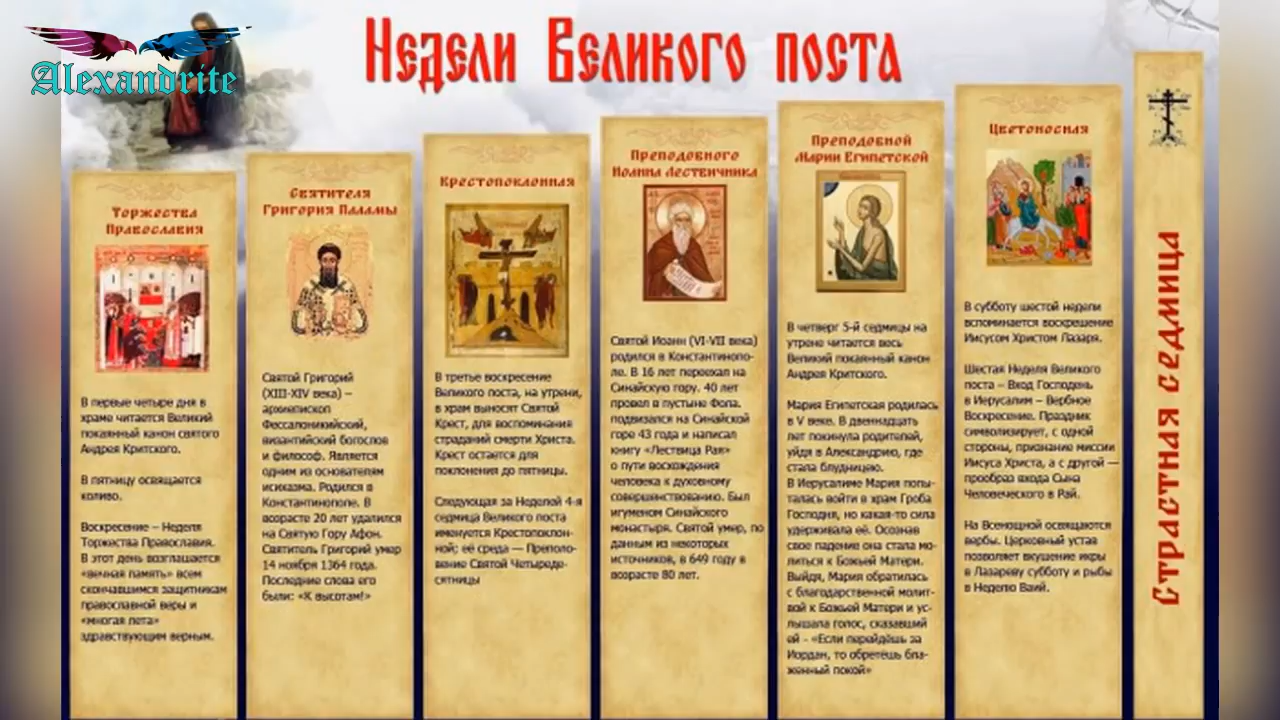 Alexandrite
Недели Великого поста
Торжества
Православия
В первые четыре дня в
храме читается Великий
покаянный канон святого
Андрея Критского.
В пятницу освящается
коливо.
Воскресение – Неделя
Торжества Православия.
В этот день возглашается
«вечная память» всем
скончавшимся защитникам
православной веры и
«многая лета»
здравствующим верным.
Святителя
Григория Паламы
Святой Григорий
(XIII-XIV века) –
архиепископ
Фессалоникийский,
византийский богослов
и философ. Является
одним из основателем
исихазма. Родился в
Константинополе. В
возрасте 20 лет удалился
на Святую Гору Афон.
Святитель Григорий умер
14 ноября 1364 года.
Последние слова его
были: «К высотам!»
Крестопоклонная
В третье воскресение
Великого поста, на утрени,
в храм выносят Святой
Крест, для воспоминания
страданий смерти Христа.
Крест остается для
поклонения до пятницы.
Следующая за Неделей 4-я
седмица Великого поста
именуется Крестопоклон-
ной; её среда — Преполо-
вение Святой Четыреде-
сятницы
Преподобного
Иоанна Лествичника
Святой Иоанн (VI-VII века)
родился в Константинопо-
ле. В 16 лет переехал на
Синайскую гору. 40 лет
провел в пустыне Фола.
подвизался на Синайской
горе 43 года и написал
книгу «Лествица Рая»
о пути восхождения
человека к духовному
совершенствованию. Был
игуменом Синайского
монастыря. Святой умер, по
данным из некоторых
источников, в 649 году в
возрасте 80 лет.
Преподобной
Марии Египетской
В четверг 5-й седмицы на
утрене читается весь
Великий покаянный канон
Андрея Критского.
Мария Египетская родилась
в V веке. В двеннадцать
лет покинула родителей,
уйдя в Александрию, где
стала блудницею.
В Иерусалиме Мария попы-
талась войти в храм Гроба
Господня, но какая-то сила
удерживала её. Осознав
свое падение она стала мо-
литься к Божьей Матери.
Выйдя, Мария обратилась
с благодарственной молит-
вой к Божьей Матери и ус-
лышала голос, сказавший
ей - «Если перейдёшь за
Иордан, то обретёшь бла-
женный покой»
Цветоносная
В субботу шестой недели
вспоминается воскрешение
Иисусом Христом Лазаря.
Шестая Неделя Великого
поста – Вход Господень
в Иерусалим – Вербное
Воскресение. Праздник
символизирует, с одной
стороны, признание миссии
Иисуса Христа, а с другой —
прообраз входа Сына
Человеческого в Рай.
На Всенощной освящаются
вербы. Церковный устав
позволяет вкушение икры
в Лазареву субботу и рыбы
в Неделю Ваий.
Страстная седмица